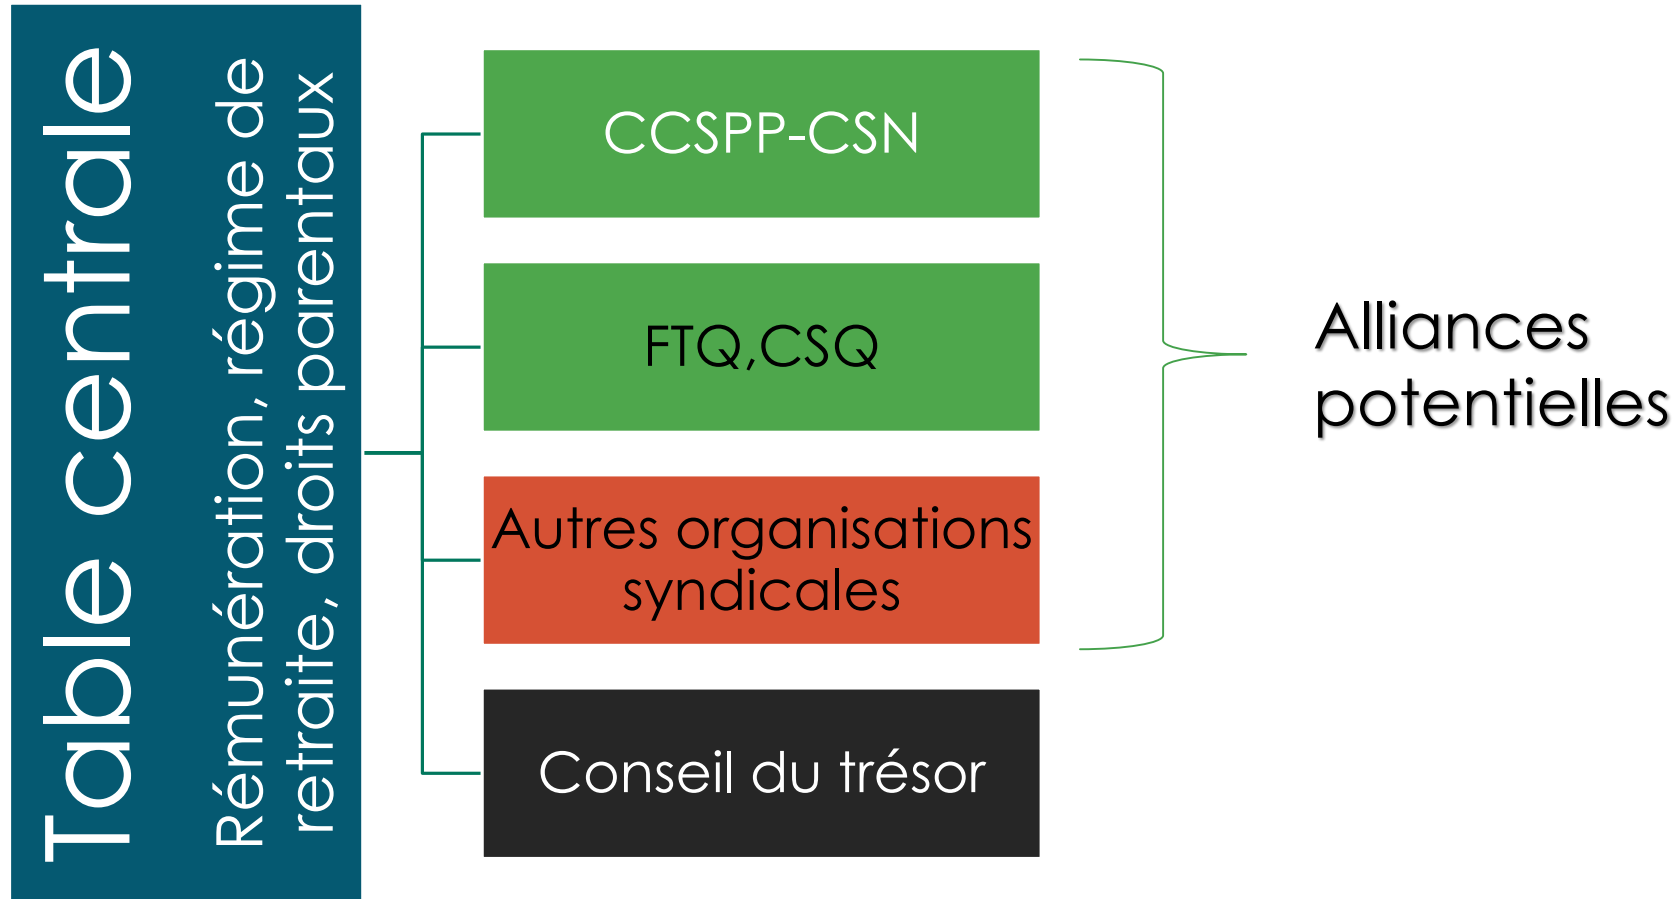 Table centrale
Rémunération, régime de
retraite, droits parentaux
CCSPP-CSN
FTQ,CSQ
Autres organisations
syndicales
Conseil du trésor
Alliances
potentielles